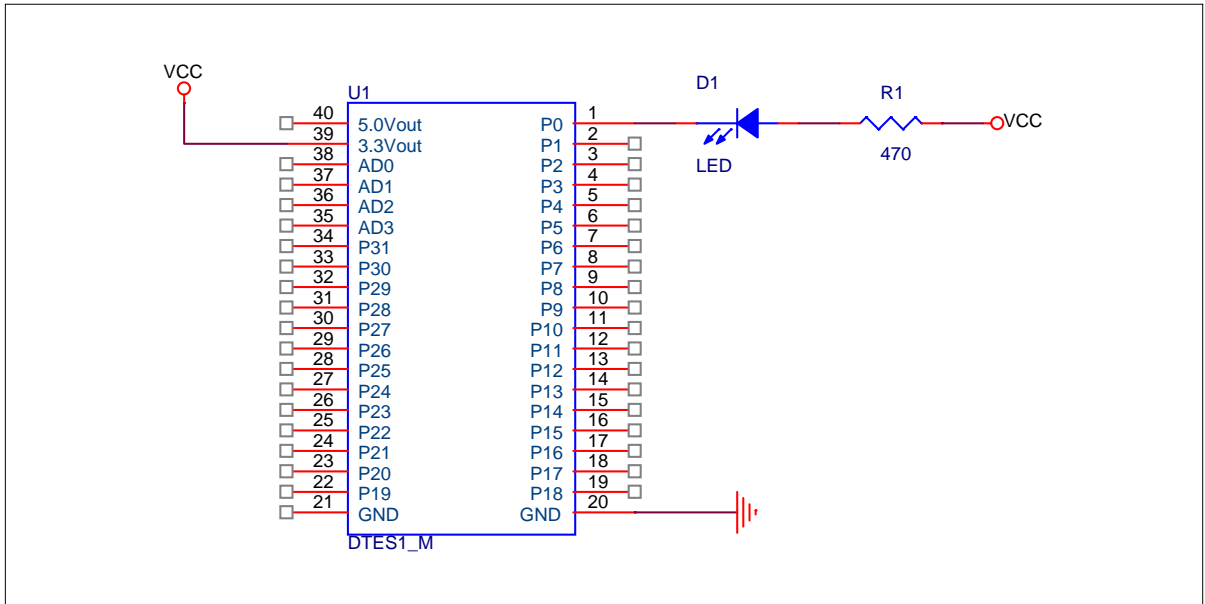 VCC
U1
D1
R1
40 5.0Vout P0 1
VCC
39 3.3Vout P1 2
38 AD0 P2 3
LED
470
37 AD1 P3 4
36 AD2 P4 5
35 AD3 P5 6
34 P31 P6 7
33 P30 P7 8
32 P29 P8 9
31 P28 P9 10
30 P27 P10 11
29 P26 P11 12
28 P25 P12 13
27 P24 P13 14
26 P23 P14 15
25 P22 P15 16
24 P21 P16 17
23 P20 P17 18
22 P19 P18 19
21 GND GND 20
DTES1_M